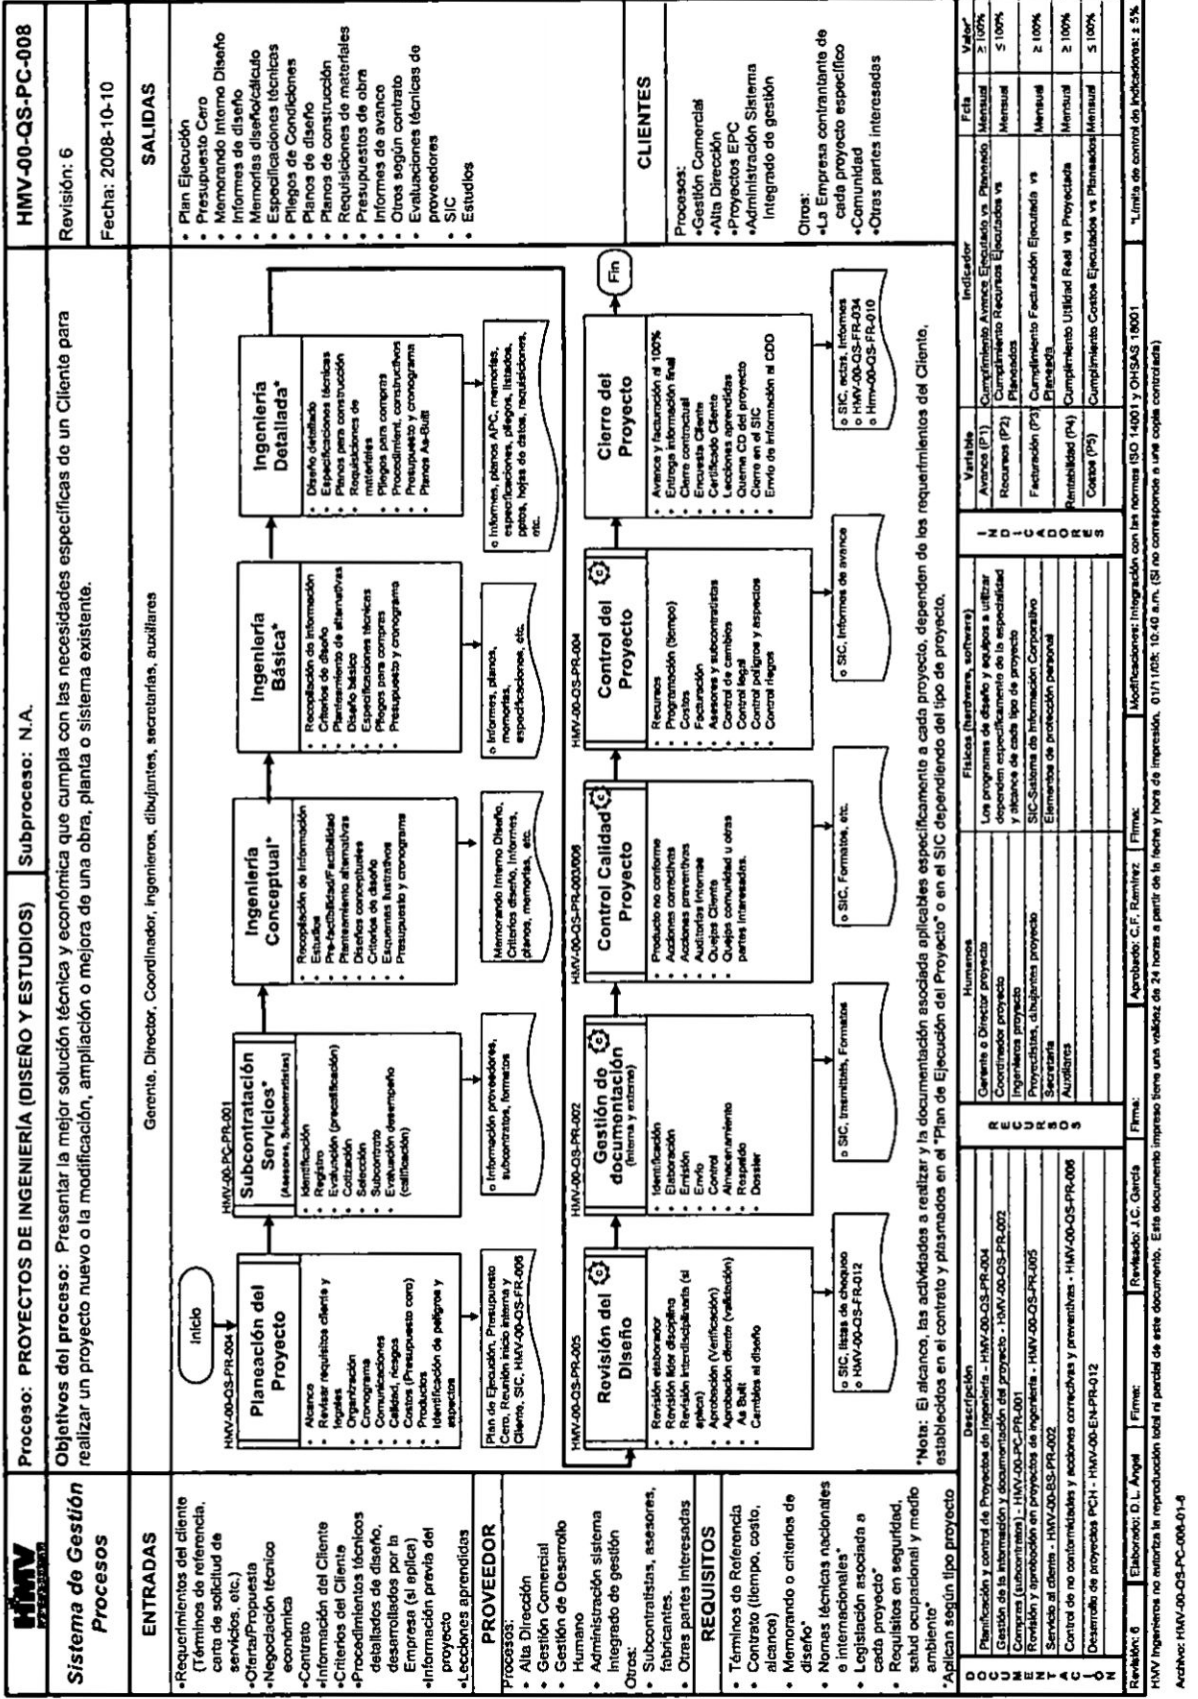 HMV
INGENIEROS
Sistema de Gestión
Procesos
Proceso: PROYECTOS DE INGENIERÍA (DISEÑO Y ESTUDIOS)
Subproceso: N.A.
HMV-00-QS-PC-008
Objetivos del proceso: Presentar la mejor solución técnica y económica que cumpla con las necesidades específicas de un Cliente para
realizar un proyecto nuevo o la modificación, ampliación o mejora de una obra, planta o sistema existente.
Revisión: 6
Fecha: 2008-10-10
ENTRADAS
•Requerimientos del cliente
(Términos de referencia,
carta de solicitud de
servicios, etc.)
•Oferta/Propuesta
•Negociación técnico
económica
•Contrato
•Información del Cliente
•Criterios del Cliente
•Procedimientos técnicos
detallados de diseño,
desarrollados por la
Empresa (si aplica)
•Información previa del
proyecto
•Lecciones aprendidas
PROVEEDOR
Procesos:
• Alta Dirección
• Gestión Comercial
• Gestión de Desarrollo
Humano
• Administración sistema
Integrado de gestión
Otros:
• Subcontratistas, asesores,
fabricantes.
• Otras partes Interesadas
REQUISITOS
• Términos de Referencia
• Contrato (tiempo, costo,
alcance)
• Memorando o criterios de
diseño*
• Normas técnicas nacionales
e internacionales*
• Legislación asociada a
cada proyecto*
• Requisitos en seguridad,
salud ocupacional y medio
ambiente*
*Aplican según tipo proyecto
Gerente, Director, Coordinador, ingenieros, dibujantes, secretarias, auxiliares
Inicio
HMV-00-QS-PR-004
Planeación del
Proyecto
• Alcance
• Revisar requisitos cliente y
legales
• Organización
• Cronograma
• Comunicaciones
• Calidad, riesgos
• Costos (Presupuesto cero)
• Productos
• Identificación de peligros y
aspectos
Plan de Ejecución, Presupuesto
Cero, Reunión inicio interna y
Cliente, SIC, HMV-00-QS-FR-006
HMV-00-PC-PR-001
Subcontratación
Servicios*
(Asesores, Subcontratistas)
• Identificación
• Registro
• Evaluación (precalificación)
• Cotización
• Selección
• Subcontrato
• Evaluación desempeño
(calificación)
o Información proveedores,
subcontratos, formatos
Ingeniería
Conceptual*
• Recopilación de Información
• Estudios
• Pre-factibilidad/Factibilidad
• Planteamiento alternativas
• Diseños conceptuales
• Criterios de diseño
• Esquemas ilustrativos
• Presupuesto y cronograma
Memorando Interno Diseño,
Criterios diseño, Informes,
planos, memorias, etc.
Ingeniería
Básica*
• Recopilación de Información
• Criterios de diseño
• Planteamiento de alternativas
• Diseño básico
• Especificaciones técnicas
• Pliegos para compras
• Presupuesto y cronograma
o Informes, planos,
memorias,
especificaciones, etc.
Ingeniería
Detallada*
• Diseño detallado
• Especificaciones técnicas
• Planos para construcción
• Requisiciones de
materiales
• Pliegos para compras
• Procedimient. constructivos
• Presupuesto y cronograma
• Planos As-Built
o Informes, planos APC, memorias,
especificaciones, pliegos, listados,
pptos, hojas de datos, requisiciones,
etc.
HMV-00-QS-PR-005
Revisión del
Diseño
C
• Revisión elaborador
• Revisión líder disciplina
• Revisión interdisciplinaria (si
aplica)
• Aprobación (Verificación)
• Aprobación cliente (validación)
• As Built
• Cambios al diseño
o SIC, listas de chequeo
o HMV-00-QS-FR-012
HMV-00-QS-PR-002
Gestión de
documentación
(Interna y externa)
C
• Identificación
• Elaboración
• Emisión
• Envío
• Control
• Almacenamiento
• Respaldo
• Dossier
o SIC, transmittals, Formatos
HMV-00-QS-PR-003/006
Control Calidad
Proyecto
C
• Producto no conforme
• Acciones correctivas
• Acciones preventivas
• Auditorías Internas
• Quejas Cliente
• Quejas comunidad u otras
partes Interesadas.
o SIC, Formatos, etc.
HMV-00-QS-PR-004
Control del
Proyecto
C
• Recursos
• Programación (tiempo)
• Costos
• Facturación
• Asesores y subcontratistas
• Control de cambios
• Control legal
• Control peligros y aspectos
• Control riegos
o SIC, Informes de avance
Cierre del
Proyecto
• Avance y facturación al 100%
• Entrega información final
• Cierre contractual
• Encuesta Cliente
• Certificado Cliente
• Lecciones aprendidas
• Quema CD del proyecto
• Cierre en el SIC
• Envío de información al CDD
o SIC, actas, Informes
o HMV-00-QS-FR-034
o Hmv-00-QS-FR-010
Fin
*Nota: El alcance, las actividades a realizar y la documentación asociada aplicables específicamente a cada proyecto, dependen de los requerimientos del Cliente,
establecidos en el contrato y plasmados en el "Plan de Ejecución del Proyecto" o en el SIC dependiendo del tipo de proyecto.
SALIDAS
• Plan Ejecución
• Presupuesto Cero
• Memorando Interno Diseño
• Informes de diseño
• Memorias diseño/cálculo
• Especificaciones técnicas
• Pliegos de Condiciones
• Planos de diseño
• Planos de construcción
• Requisiciones de materiales
• Presupuestos de obra
• Informes de avance
• Otros según contrato
• Evaluaciones técnicas de
proveedores
• SIC
• Estudios
CLIENTES
Procesos:
•Gestión Comercial
•Alta Dirección
•Proyectos EPC
•Administración Sistema
Integrado de gestión
Otros:
•La Empresa contratante de
cada proyecto específico
•Comunidad
•Otras partes interesadas
DOCUMENTACION
Descripción
Planificación y control de Proyectos de Ingeniería - HMV-00-QS-PR-004
Gestión de la información y documentación del proyecto - HMV-00-QS-PR-002
Compras (subcontratos) - HMV-00-PC-PR-001
Revisión y aprobación en proyectos de ingeniería - HMV-00-QS-PR-005
Servicio al cliente - HMV-00-BS-PR-002
Control de no conformidades y acciones correctivas y preventivas - HMV-00-QS-PR-006
Desarrollo de proyectos PCH - HMV-00-EN-PR-012
RECURSOS
Humanos
Gerente o Director proyecto
Coordinador proyecto
Ingenieros proyecto
Proyectistas, dibujantes proyecto
Secretaria
Auxiliares
Físicos (hardware, software)
Los programas de diseño y equipos a utilizar
dependen específicamente de la especialidad
y alcance de cada tipo de proyecto
SIC-Sistema de Información Corporativo
Elementos de protección personal
INDICADORES
Variable
Indicador
Fcia
Valor*
Avance (P1)
Cumplimiento Avance Ejecutado vs Planeado
Mensual
≥ 100%
Recursos (P2)
Cumplimiento Recursos Ejecutados vs
Planeados
Mensual
≤ 100%
Facturación (P3)
Cumplimiento Facturación Ejecutada vs
Planeada
Mensual
≥ 100%
Rentabilidad (P4)
Cumplimiento Utilidad Real vs Proyectada
Mensual
≥ 100%
Costos (P5)
Cumplimiento Costos Ejecutados vs Planeados
Mensual
≤ 100%
Revisión: 6
Elaborado: D.L. Ángel
Firma:
Revisado: J.C. García
Firma:
Aprobado: C.F. Ramírez
Firma:
Modificaciones: Integración con las normas ISO 14001 y OHSAS 18001
*Límite de control de Indicadores: ± 5%
HMV Ingenieros no autoriza la reproducción total ni parcial de este documento. Este documento impreso tiene una validez de 24 horas a partir de la fecha y hora de impresión. 01/11/08; 10:40 a.m. (Si no corresponde a una copia controlada)
Archivo: HMV-00-QS-PC-008-01-6